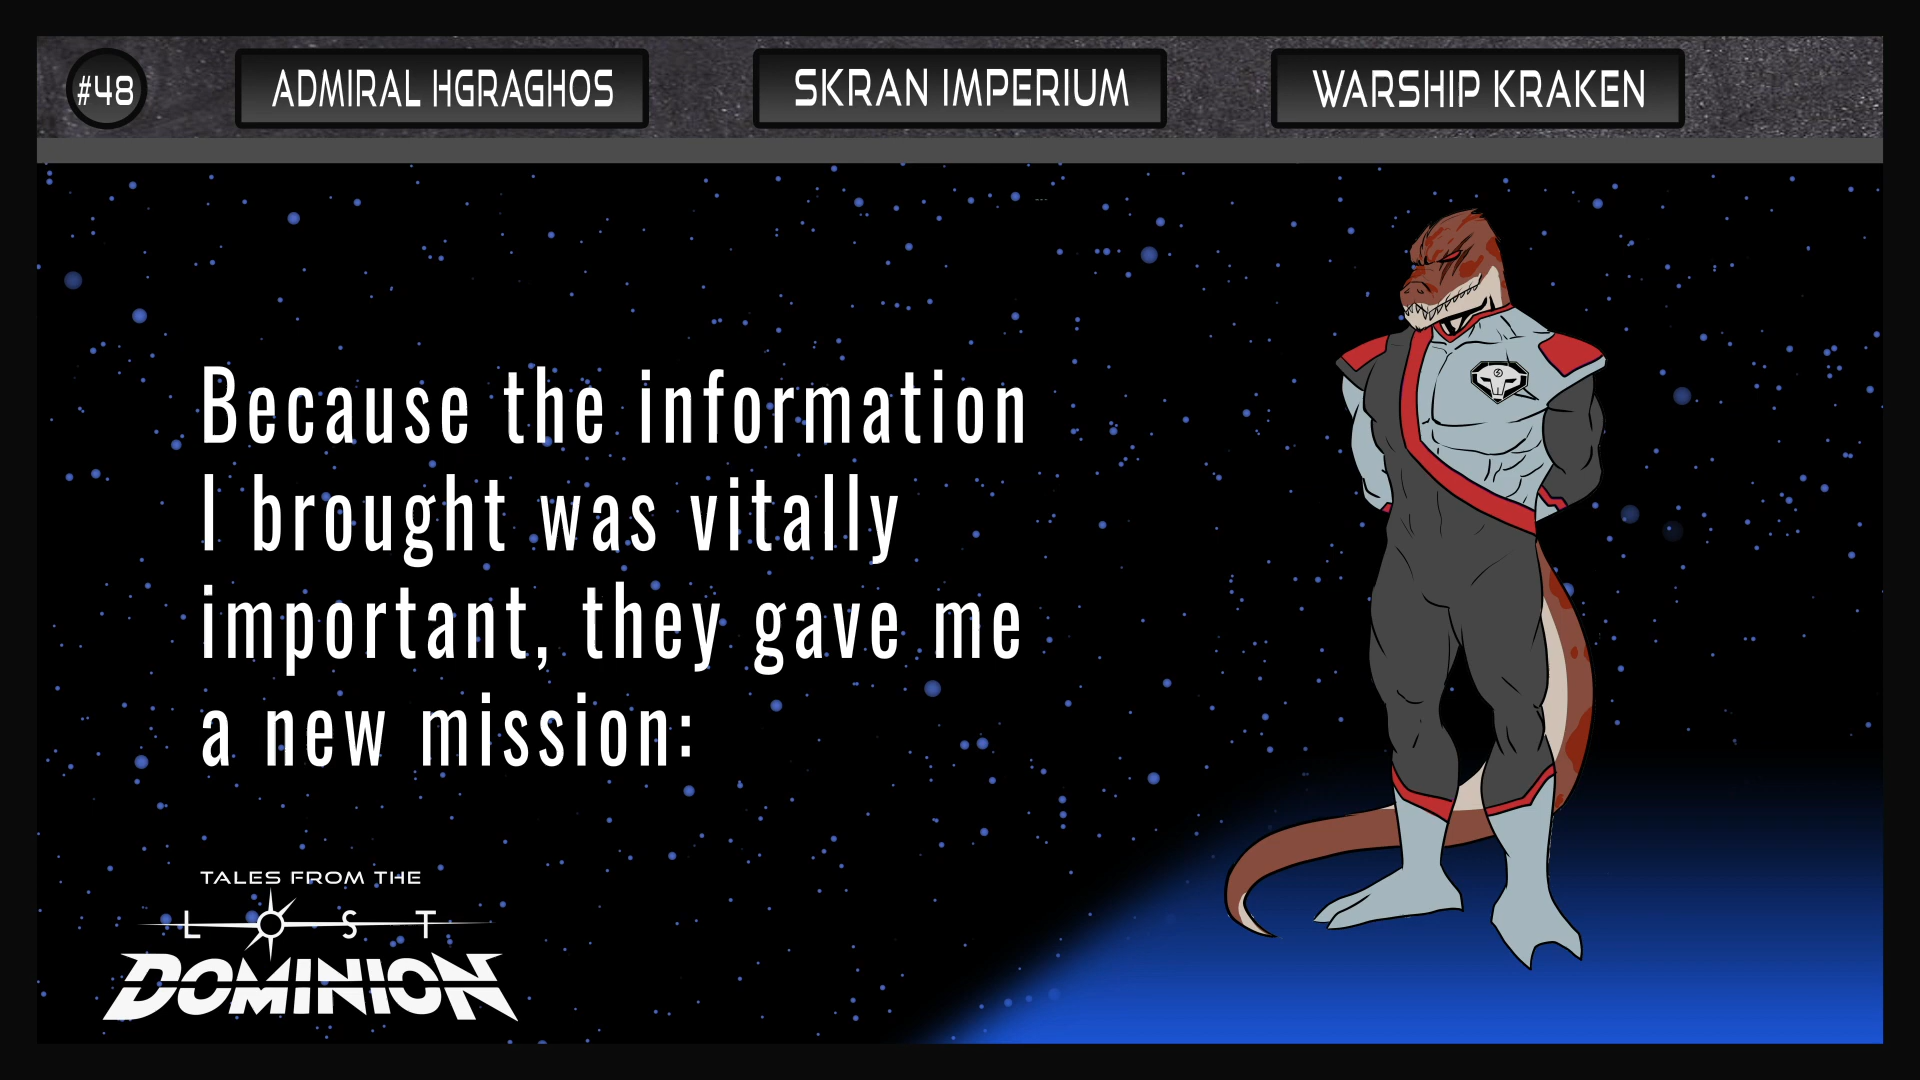 #48
ADMIRAL HGRAGHOS
SKRAN IMPERIUM
WARSHIP KRAKEN
Because the information
I brought was vitally
important, they gave me
a new mission:
TALES FROM THE
LOST
DOMINION